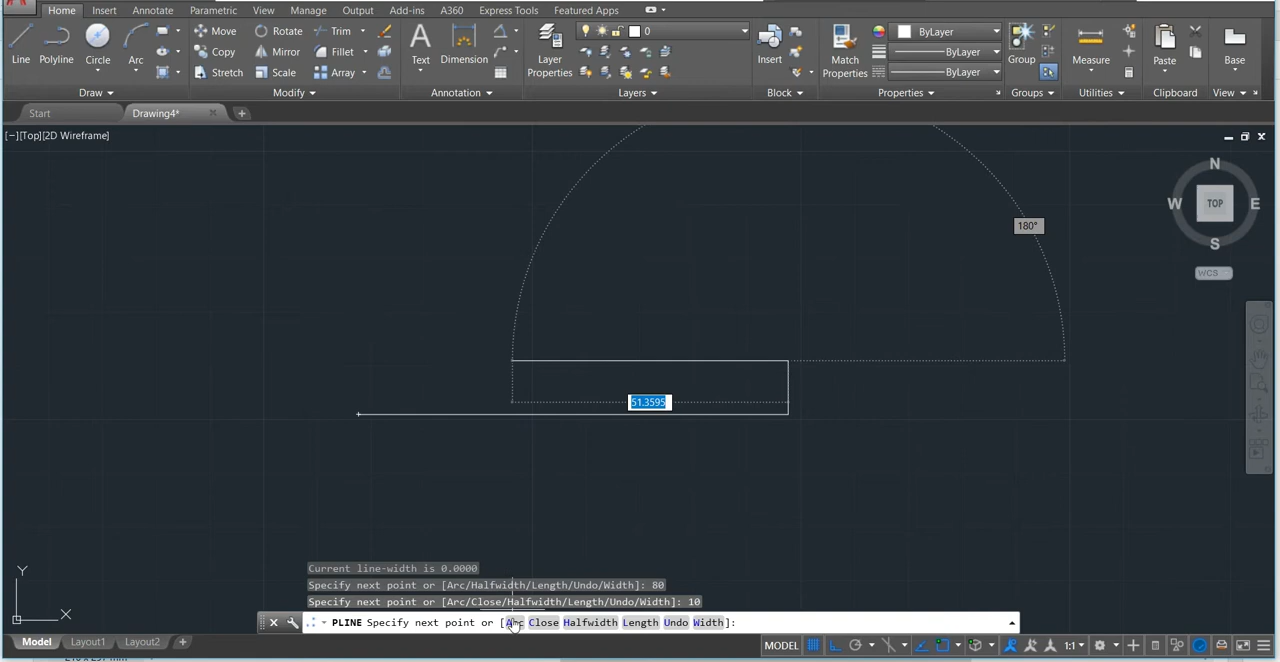 Home Insert Annotate Parametric View Manage Output Add-ins A360 Express Tools Featured Apps
Move Rotate Trim 0 ByLayer
Copy Mirror Fillet ByLayer
Line Polyline Circle Arc Text Dimension Layer Properties Insert Match Properties Group Measure Paste Base
Stretch Scale Array ByLayer
Draw Modify Annotation Layers Block Properties Groups Utilities Clipboard View
Start Drawing4*
[−][Top][2D Wireframe]
N
W TOP E
S
WCS
180°
51.3595
Current line-width is 0.0000
Specify next point or [Arc/Halfwidth/Length/Undo/Width]: 80
Specify next point or [Arc/Close/Halfwidth/Length/Undo/Width]: 10
PLINE Specify next point or [Arc Close Halfwidth Length Undo Width]:
Y
X
Model Layout1 Layout2 MODEL 1:1